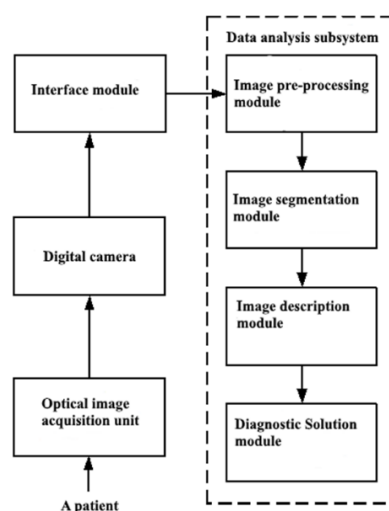 Data analysis subsystem
Interface module
Image pre-processing
module
Image segmentation
module
Digital camera
Image description
module
Optical image
acquisition unit
Diagnostic Solution
module
A patient